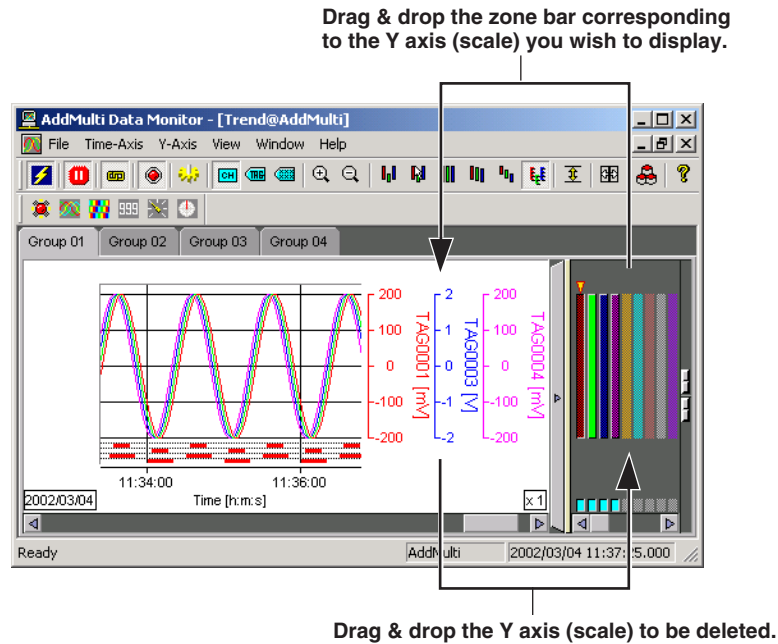 Drag & drop the zone bar corresponding
to the Y axis (scale) you wish to display.
AddMulti Data Monitor - [Trend@AddMulti]
File Time-Axis Y-Axis View Window Help
CH TAG
999
Group 01 Group 02 Group 03 Group 04
200 2 200
100 1 100
0 0 0
-100 -1 -100
-200 -2 -200
TAG0001 [mV]
TAG0003 [V]
TAG0004 [mV]
11:34:00 11:36:00
2002/03/04 Time [h:m:s] x 1
Ready AddMulti 2002/03/04 11:37:25.000
Drag & drop the Y axis (scale) to be deleted.